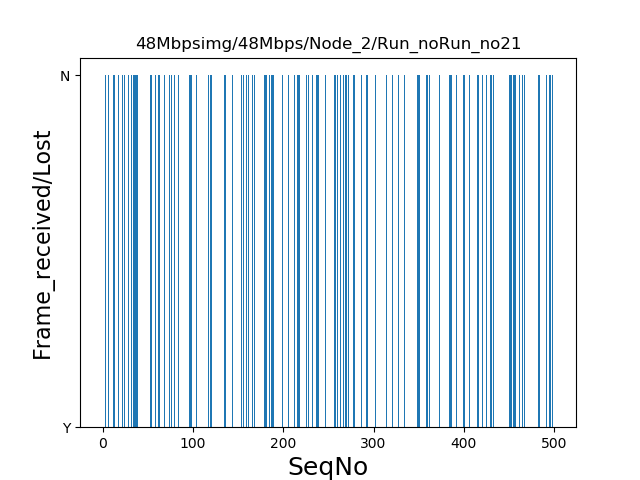 48Mbpsimg/48Mbps/Node_2/Run_noRun_no21
N
Frame_received/Lost
Y
0 100 200 300 400 500
SeqNo